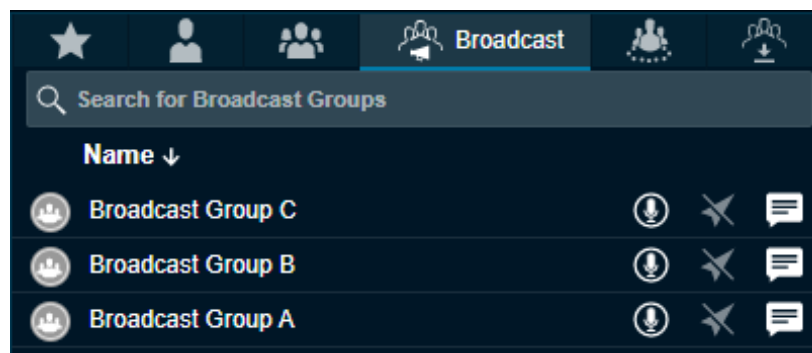 Broadcast
Search for Broadcast Groups
Name ↓
Broadcast Group C
Broadcast Group B
Broadcast Group A